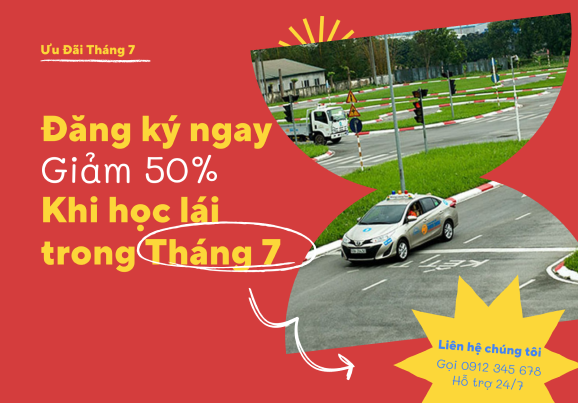 Ưu Đãi Tháng 7
Đăng ký ngay
Giảm 50%
Khi học lái
trong Tháng 7
Liên hệ chúng tôi
Gọi 0912 345 678
Hỗ trợ 24/7